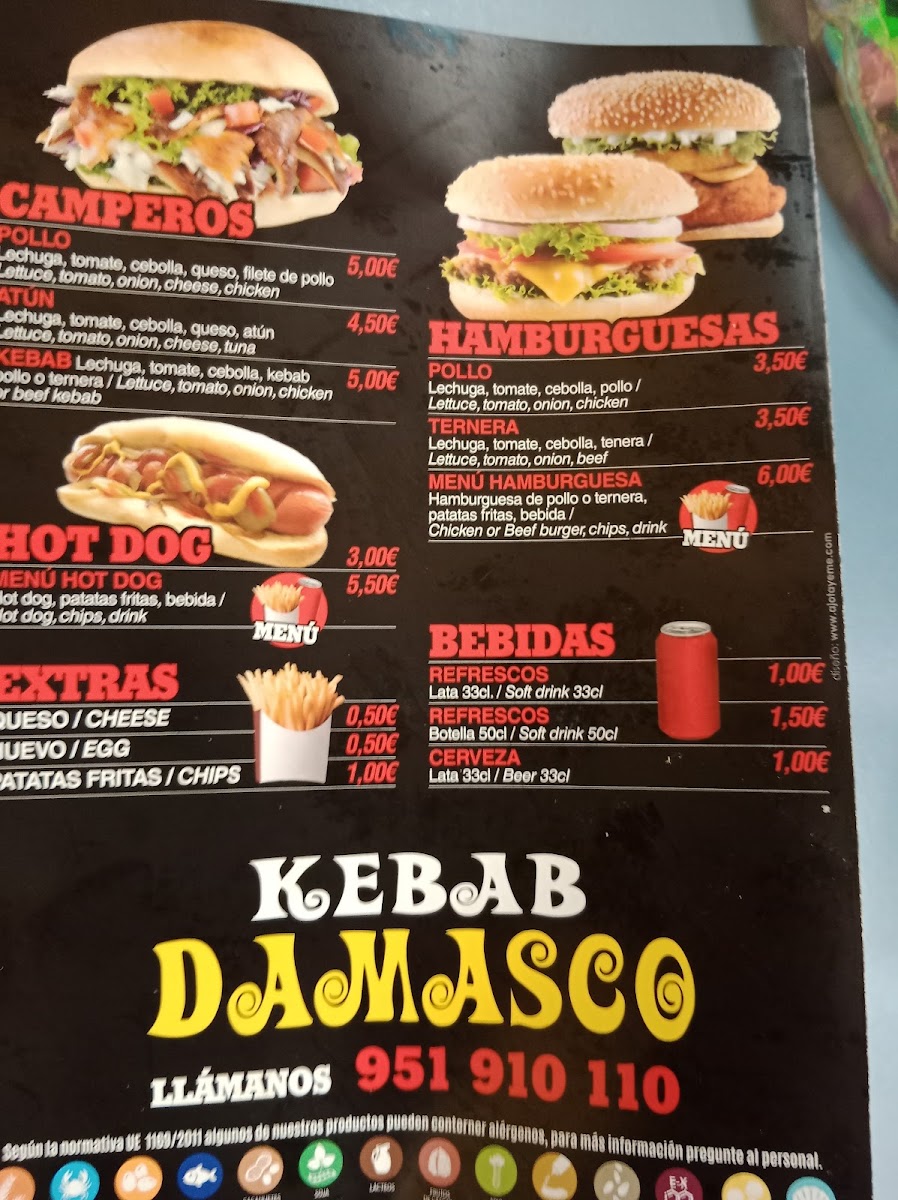 CAMPEROS
POLLO
Lechuga, tomate, cebolla, queso, filete de pollo 5,00€
Lettuce, tomato, onion, cheese, chicken
ATÚN
Lechuga, tomate, cebolla, queso, atún 4,50€
Lettuce, tomato, onion, cheese, tuna
KEBAB Lechuga, tomate, cebolla, kebab
pollo o ternera / Lettuce, tomato, onion, chicken 5,00€
or beef kebab
HOT DOG 3,00€
MENÚ HOT DOG 5,50€
Hot dog, patatas fritas, bebida /
Hot dog, chips, drink
MENÚ
EXTRAS
QUESO / CHEESE 0,50€
HUEVO / EGG 0,50€
PATATAS FRITAS / CHIPS 1,00€
HAMBURGUESAS
POLLO 3,50€
Lechuga, tomate, cebolla, pollo /
Lettuce, tomato, onion, chicken
TERNERA 3,50€
Lechuga, tomate, cebolla, tenera /
Lettuce, tomato, onion, beef
MENÚ HAMBURGUESA 6,00€
Hamburguesa de pollo o ternera,
patatas fritas, bebida /
Chicken or Beef burger, chips, drink
MENÚ
BEBIDAS
REFRESCOS 1,00€
Lata 33cl. / Soft drink 33cl
REFRESCOS 1,50€
Botella 50cl / Soft drink 50cl
CERVEZA 1,00€
Lata 33cl / Beer 33cl
diseño: www.ajotayeme.com
KEBAB
DAMASCO
LLÁMANOS 951 910 110
Según la normativa UE 1169/2011 algunos de nuestros productos pueden contener alérgenos, para más información pregunte al personal.
CACAHUETES SOJA LÁCTEOS FRUTOS
E-X